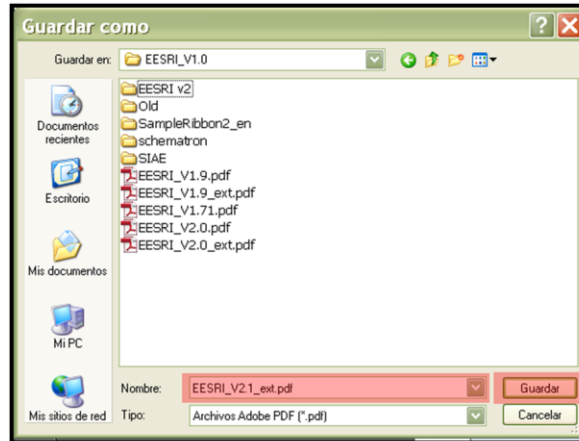 Guardar como
Guardar en: EESRI_V1.0
Documentos
recientes
Escritorio
Mis documentos
Mi PC
Mis sitios de red
EESRI v2
Old
SampleRibbon2_en
schematron
SIAE
EESRI_V1.9.pdf
EESRI_V1.9_ext.pdf
EESRI_V1.71.pdf
EESRI_V2.0.pdf
EESRI_V2.0_ext.pdf
Nombre: EESRI_V2.1_ext.pdf Guardar
Tipo: Archivos Adobe PDF (*.pdf) Cancelar